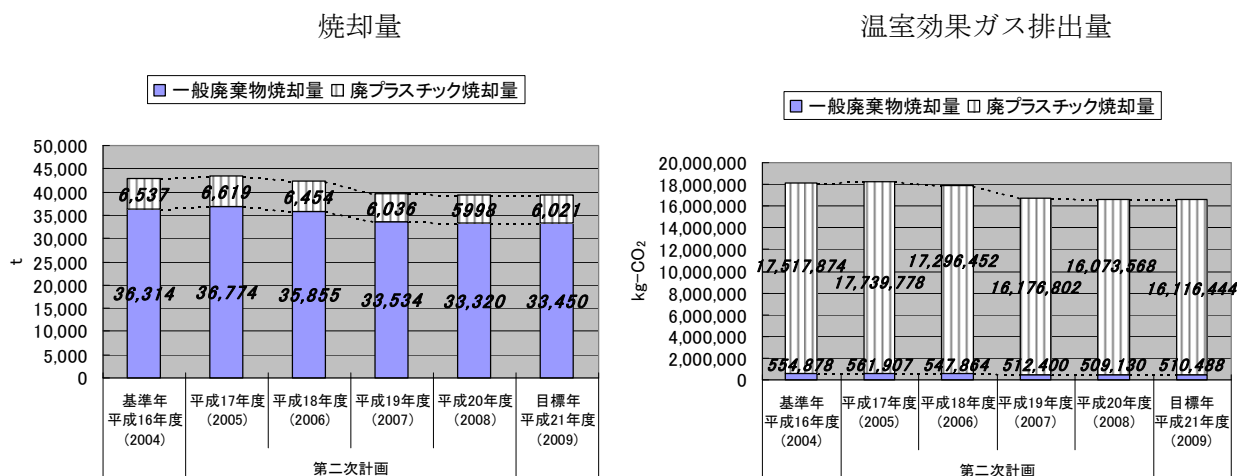 焼却量
一般廃棄物焼却量 廃プラスチック焼却量
50,000
45,000
40,000
35,000
30,000
25,000
20,000
15,000
10,000
5,000
0
t
6,537 6,619 6,454 6,036 5998 6,021
36,314 36,774 35,855 33,534 33,320 33,450
基準年 平成17年度 平成18年度 平成19年度 平成20年度 目標年
平成16年度 (2005) (2006) (2007) (2008) 平成21年度
(2004) (2009)
第二次計画
温室効果ガス排出量
一般廃棄物焼却量 廃プラスチック焼却量
20,000,000
18,000,000
16,000,000
14,000,000
12,000,000
10,000,000
8,000,000
6,000,000
4,000,000
2,000,000
0
kg-CO₂
17,517,874 17,739,778 17,296,452 16,176,802 16,073,568 16,116,444
554,878 561,907 547,864 512,400 509,130 510,488
基準年 平成17年度 平成18年度 平成19年度 平成20年度 目標年
平成16年度 (2005) (2006) (2007) (2008) 平成21年度
(2004) (2009)
第二次計画